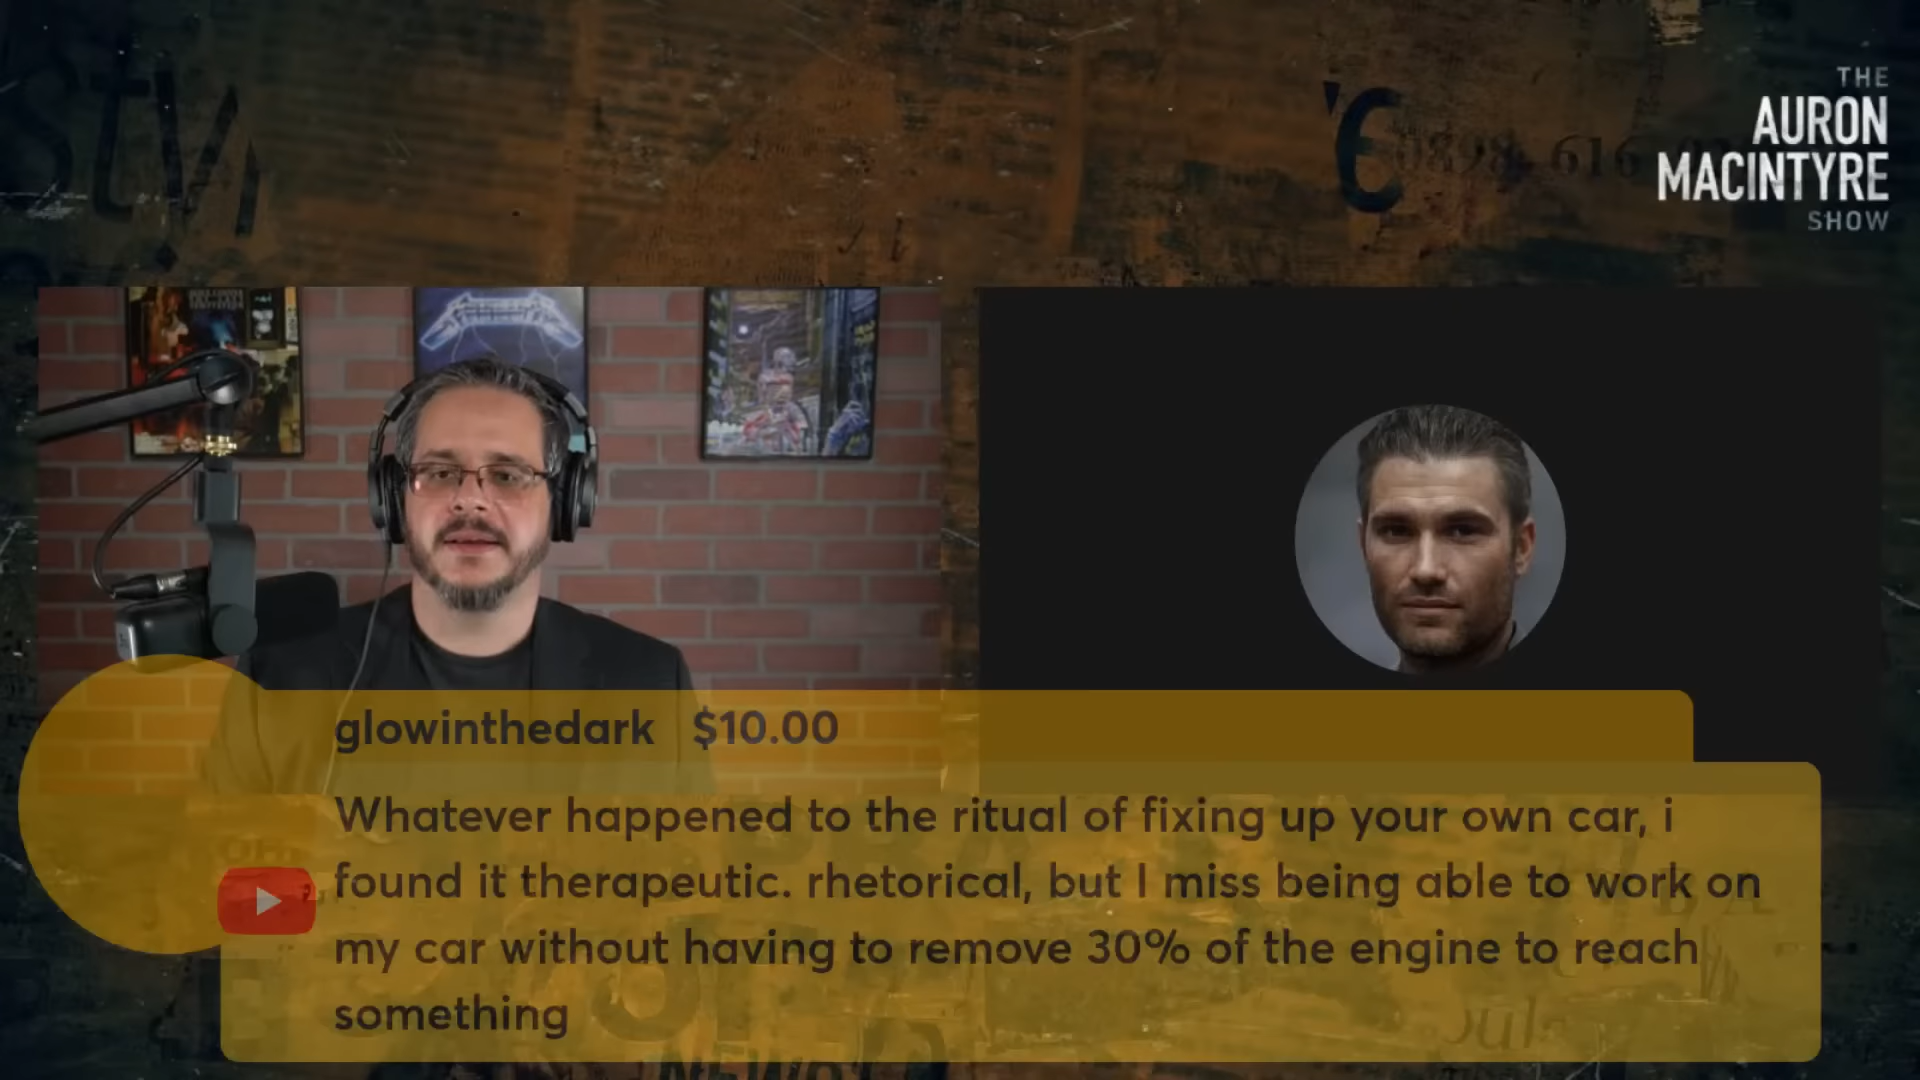 THE
AURON
MACINTYRE
SHOW
glowinthedark $10.00
Whatever happened to the ritual of fixing up your own car, i
found it therapeutic. rhetorical, but I miss being able to work on
my car without having to remove 30% of the engine to reach
something